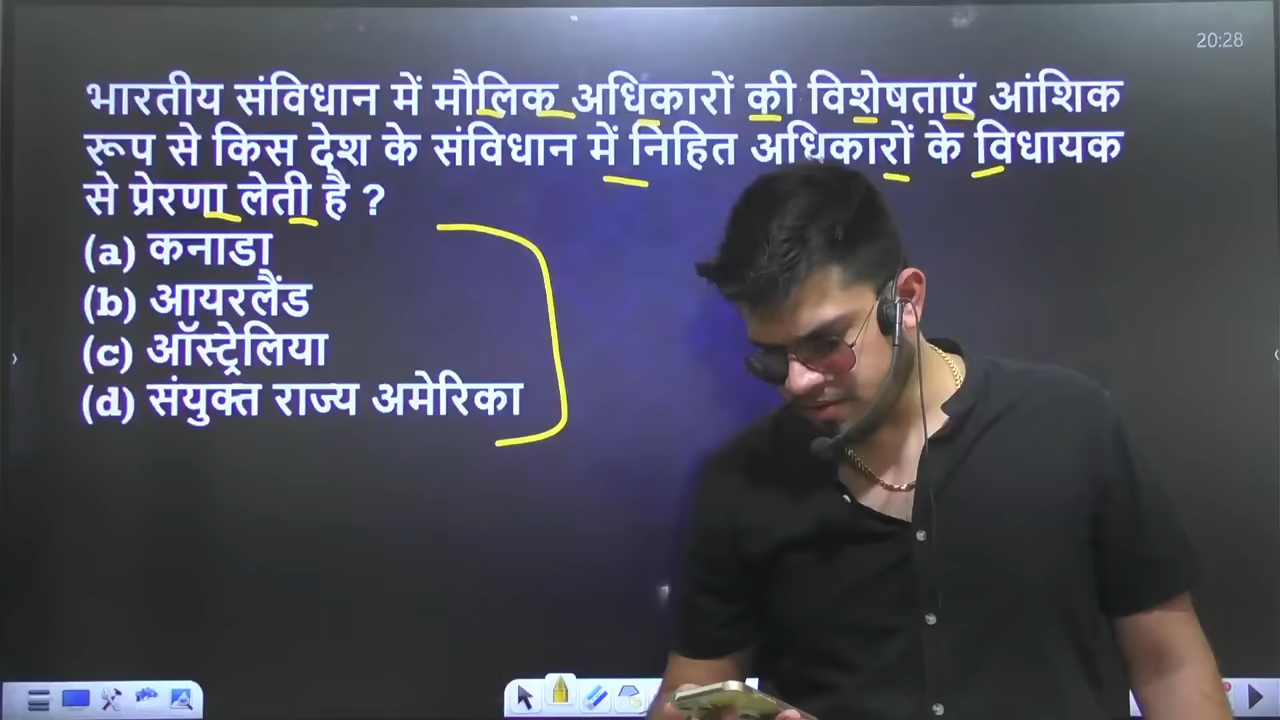 20:28
भारतीय संविधान में मौलिक अधिकारों की विशेषताएं आंशिक
रूप से किस देश के संविधान में निहित अधिकारों के विधायक
से प्रेरणा लेती है ?
(a) कनाडा
(b) आयरलैंड
(c) ऑस्ट्रेलिया
(d) संयुक्त राज्य अमेरिका